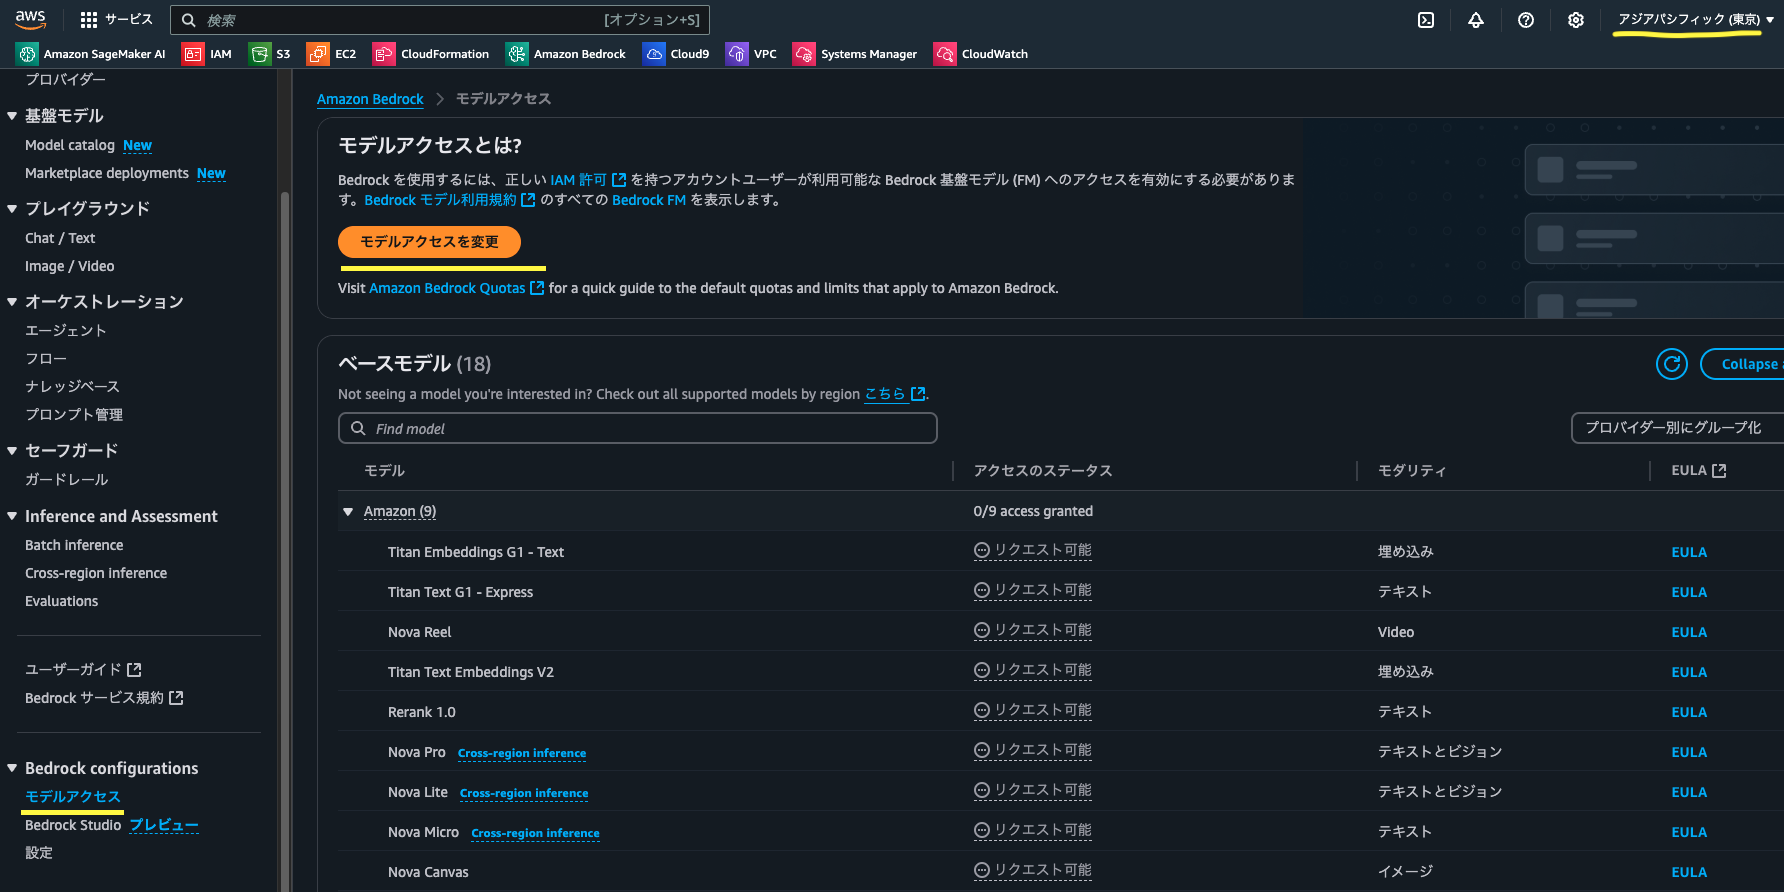 aws
サービス
検索
[オプション+S]
アジアパシフィック (東京)
Amazon SageMaker AI
IAM
S3
EC2
CloudFormation
Amazon Bedrock
Cloud9
VPC
Systems Manager
CloudWatch
プロバイダー
基盤モデル
Model catalog New
Marketplace deployments New
プレイグラウンド
Chat / Text
Image / Video
オーケストレーション
エージェント
フロー
ナレッジベース
プロンプト管理
セーフガード
ガードレール
Inference and Assessment
Batch inference
Cross-region inference
Evaluations
ユーザーガイド
Bedrock サービス規約
Bedrock configurations
モデルアクセス
Bedrock Studio プレビュー
設定
Amazon Bedrock
モデルアクセス
モデルアクセスとは?
Bedrock を使用するには、正しい IAM 許可 を持つアカウントユーザーが利用可能な Bedrock 基盤モデル (FM) へのアクセスを有効にする必要がありま
す。Bedrock モデル利用規約 のすべての Bedrock FM を表示します。
モデルアクセスを変更
Visit Amazon Bedrock Quotas for a quick guide to the default quotas and limits that apply to Amazon Bedrock.
ベースモデル (18)
Collapse a
Not seeing a model you're interested in? Check out all supported models by region こちら .
Find model
プロバイダー別にグループ化
モデル
アクセスのステータス
モダリティ
EULA
Amazon (9)
0/9 access granted
Titan Embeddings G1 - Text
リクエスト可能
埋め込み
EULA
Titan Text G1 - Express
リクエスト可能
テキスト
EULA
Nova Reel
リクエスト可能
Video
EULA
Titan Text Embeddings V2
リクエスト可能
埋め込み
EULA
Rerank 1.0
リクエスト可能
テキスト
EULA
Nova Pro Cross-region inference
リクエスト可能
テキストとビジョン
EULA
Nova Lite Cross-region inference
リクエスト可能
テキストとビジョン
EULA
Nova Micro Cross-region inference
リクエスト可能
テキスト
EULA
Nova Canvas
リクエスト可能
イメージ
EULA